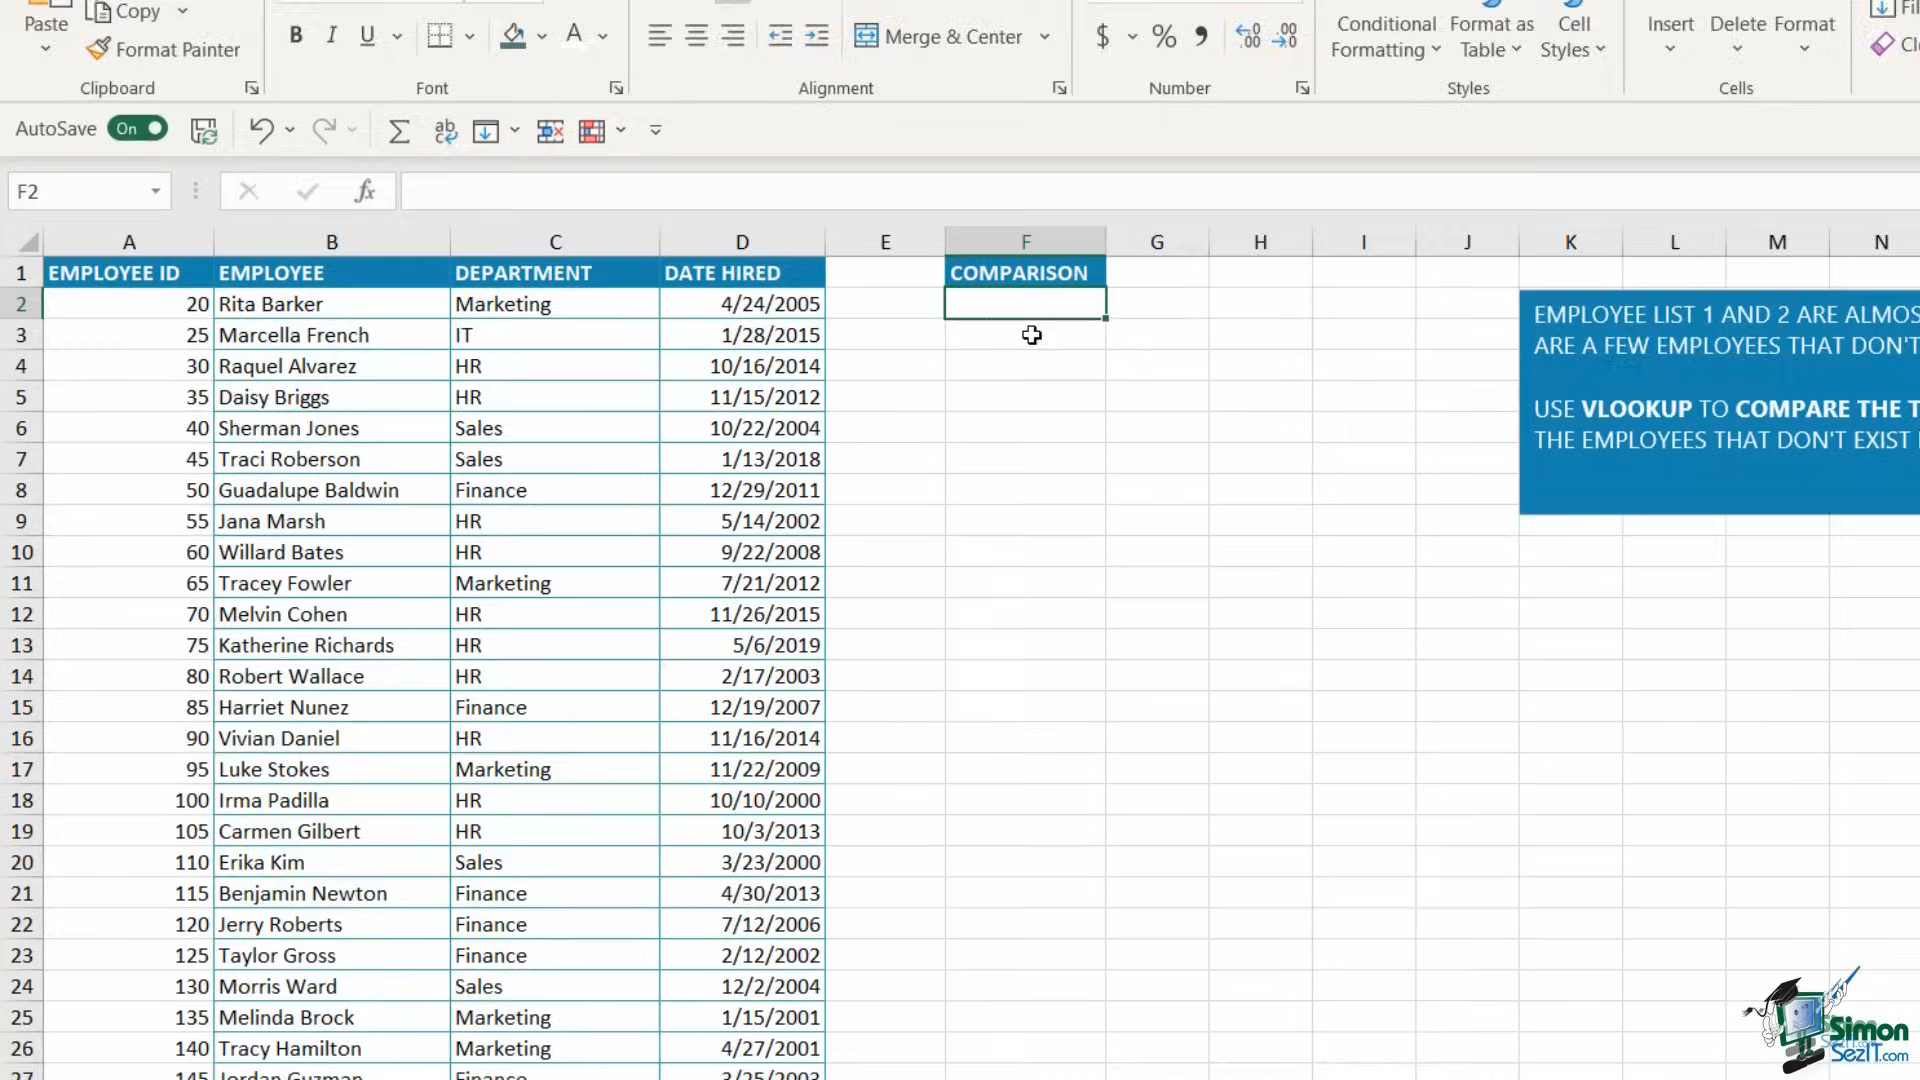 Paste
Copy
Format Painter
Clipboard
B I U A
Font
Merge & Center
Alignment
$ % ,
Number
Conditional Formatting
Format as Table
Cell Styles
Styles
Insert Delete Format
Cells
AutoSave On
F2
fx
A B C D E F G H I J K L M N
1 EMPLOYEE ID EMPLOYEE DEPARTMENT DATE HIRED COMPARISON
2 20 Rita Barker Marketing 4/24/2005
3 25 Marcella French IT 1/28/2015
4 30 Raquel Alvarez HR 10/16/2014
5 35 Daisy Briggs HR 11/15/2012
6 40 Sherman Jones Sales 10/22/2004
7 45 Traci Roberson Sales 1/13/2018
8 50 Guadalupe Baldwin Finance 12/29/2011
9 55 Jana Marsh HR 5/14/2002
10 60 Willard Bates HR 9/22/2008
11 65 Tracey Fowler Marketing 7/21/2012
12 70 Melvin Cohen HR 11/26/2015
13 75 Katherine Richards HR 5/6/2019
14 80 Robert Wallace HR 2/17/2003
15 85 Harriet Nunez Finance 12/19/2007
16 90 Vivian Daniel HR 11/16/2014
17 95 Luke Stokes Marketing 11/22/2009
18 100 Irma Padilla HR 10/10/2000
19 105 Carmen Gilbert HR 10/3/2013
20 110 Erika Kim Sales 3/23/2000
21 115 Benjamin Newton Finance 4/30/2013
22 120 Jerry Roberts Finance 7/12/2006
23 125 Taylor Gross Finance 2/12/2002
24 130 Morris Ward Sales 12/2/2004
25 135 Melinda Brock Marketing 1/15/2001
26 140 Tracy Hamilton Marketing 4/27/2001
27 145 Jordan Guzman Finance 3/25/2003
EMPLOYEE LIST 1 AND 2 ARE ALMOS
ARE A FEW EMPLOYEES THAT DON'T
USE VLOOKUP TO COMPARE THE T
THE EMPLOYEES THAT DON'T EXIST
Simon
SezIT.com